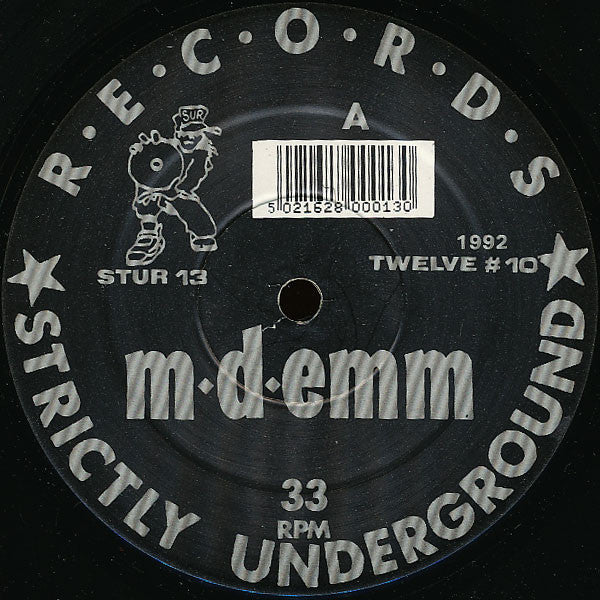 R·E·C·O·R·D·S
SUR
A
5 021628 000130
1992
STUR 13
TWELVE #10
m·d·emm
33
RPM
STRICTLY UNDERGROUND